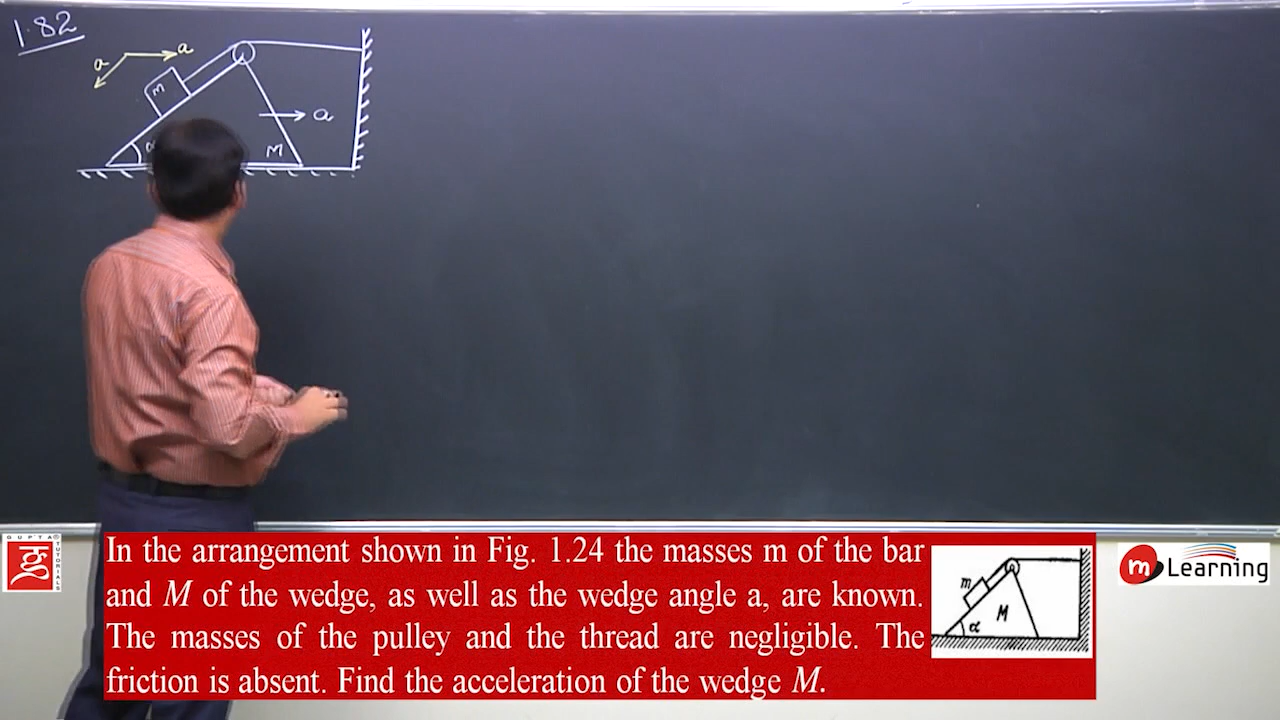 1.82
a
a
m
a
α
M
GUPTA
TUTORIALS
In the arrangement shown in Fig. 1.24 the masses m of the bar
and M of the wedge, as well as the wedge angle a, are known.
The masses of the pulley and the thread are negligible. The
friction is absent. Find the acceleration of the wedge M.
m
M
α
m Learning